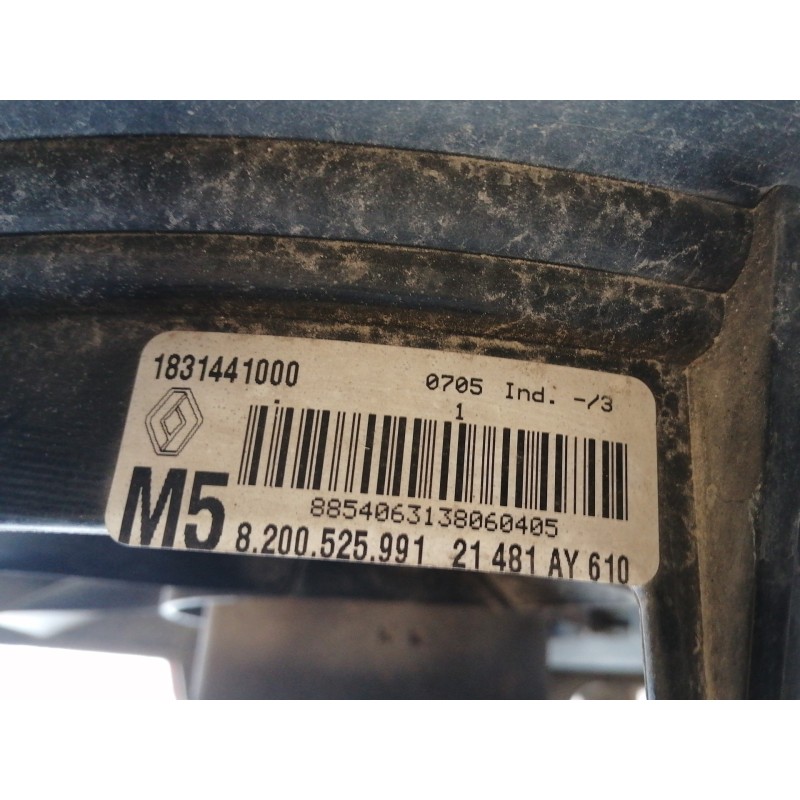 1831441000 0705 Ind. -/3
1
8854063138060405
M5 8.200.525.991 21 481 AY 610